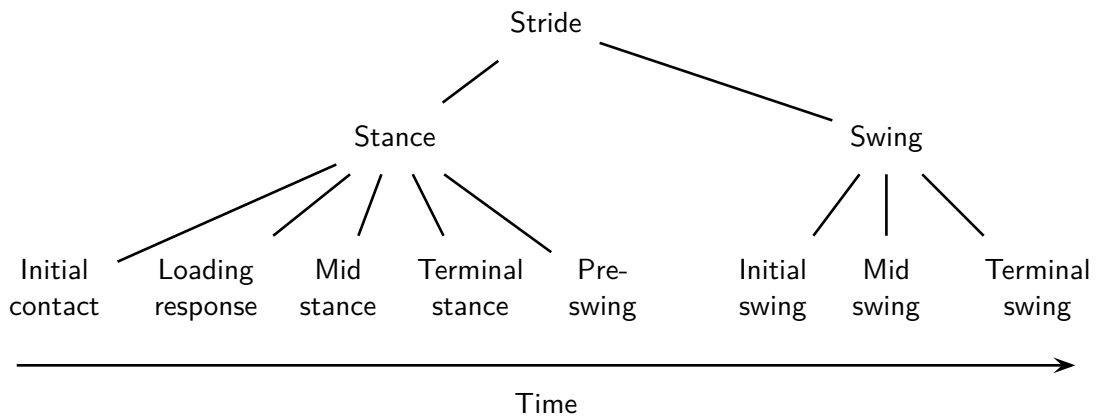 Stride
Stance
Swing
Initial
contact
Loading
response
Mid
stance
Terminal
stance
Pre-
swing
Initial
swing
Mid
swing
Terminal
swing
Time